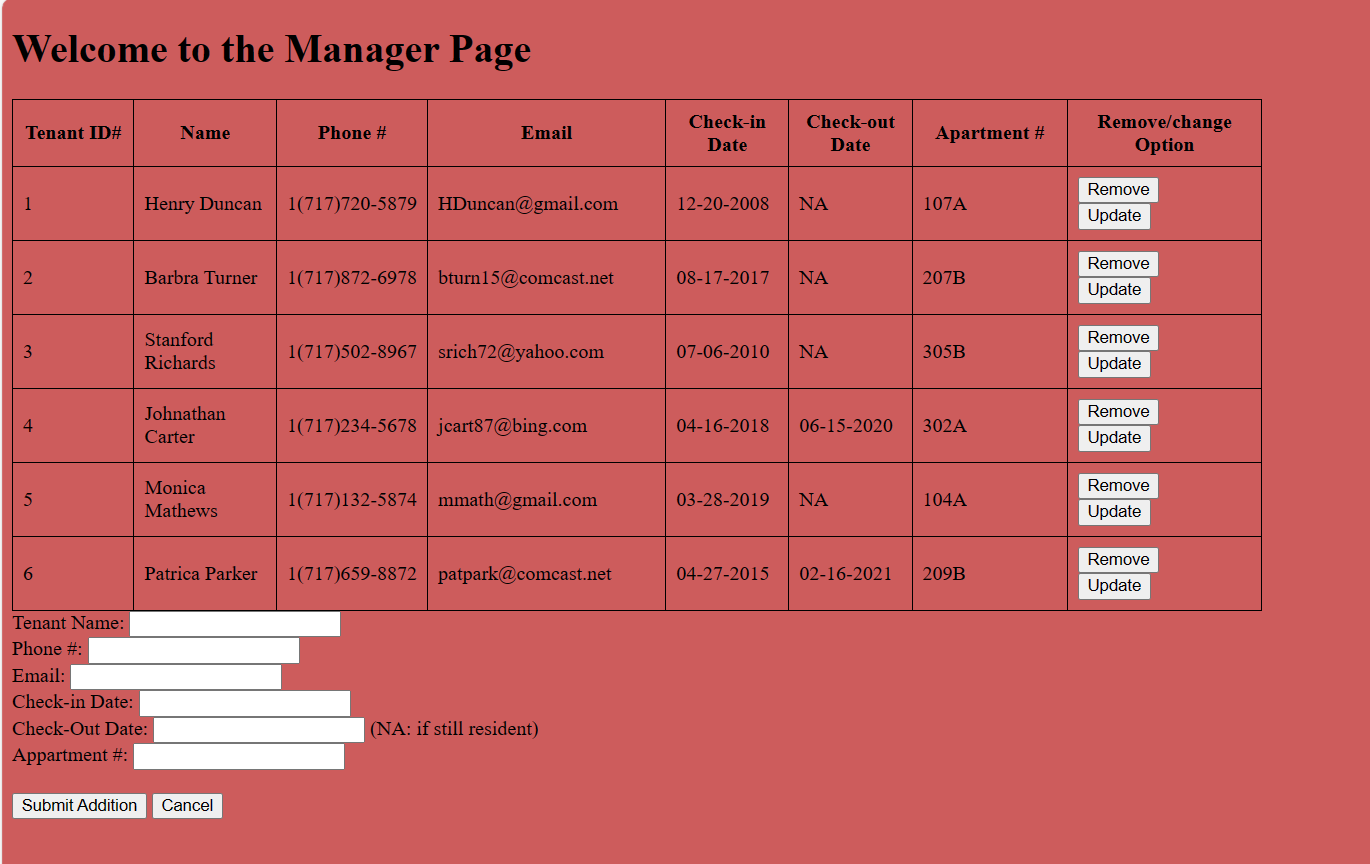 Welcome to the Manager Page
Tenant ID# Name Phone # Email Check-in Date Check-out Date Apartment # Remove/change Option
1 Henry Duncan 1(717)720-5879 HDuncan@gmail.com 12-20-2008 NA 107A Remove Update
2 Barbra Turner 1(717)872-6978 bturn15@comcast.net 08-17-2017 NA 207B Remove Update
3 Stanford Richards 1(717)502-8967 srich72@yahoo.com 07-06-2010 NA 305B Remove Update
4 Johnathan Carter 1(717)234-5678 jcart87@bing.com 04-16-2018 06-15-2020 302A Remove Update
5 Monica Mathews 1(717)132-5874 mmath@gmail.com 03-28-2019 NA 104A Remove Update
6 Patrica Parker 1(717)659-8872 patpark@comcast.net 04-27-2015 02-16-2021 209B Remove Update
Tenant Name:
Phone #:
Email:
Check-in Date:
Check-Out Date: (NA: if still resident)
Appartment #:
Submit Addition Cancel